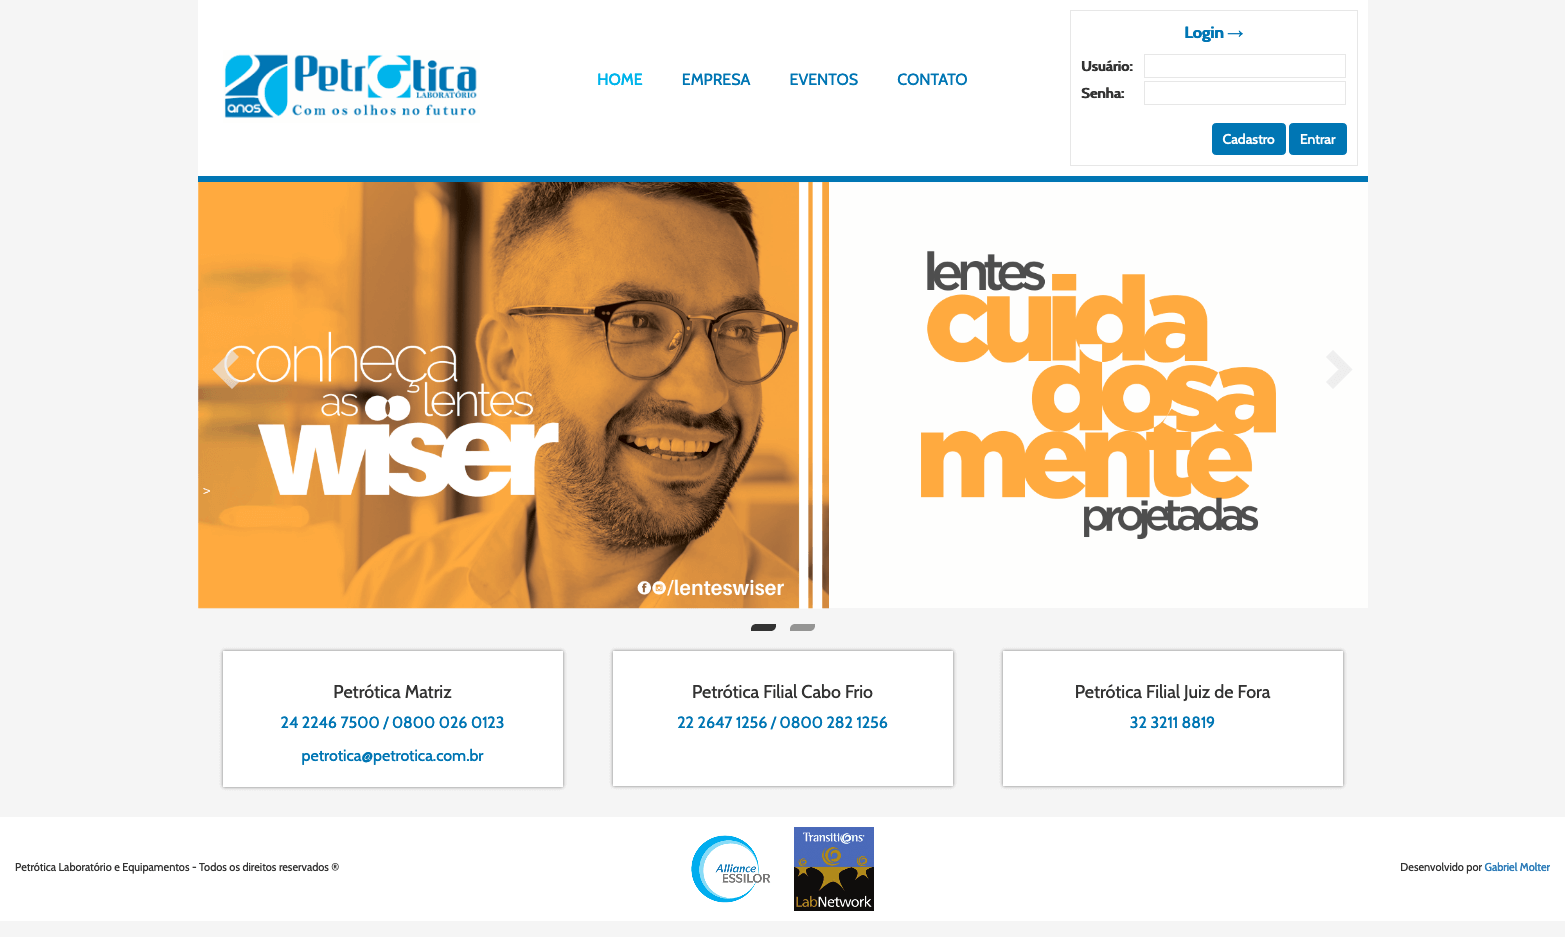 20 anos
Petrótica
LABORATÓRIO
Com os olhos no futuro
HOME
EMPRESA
EVENTOS
CONTATO
Login →
Usuário:
Senha:
Cadastro
Entrar
conheça
as lentes
wiser
>
/lenteswiser
lentes
cuida
dosa
mente
projetadas
Petrótica Matriz
24 2246 7500 / 0800 026 0123
petrotica@petrotica.com.br
Petrótica Filial Cabo Frio
22 2647 1256 / 0800 282 1256
Petrótica Filial Juiz de Fora
32 3211 8819
Petrótica Laboratório e Equipamentos - Todos os direitos reservados ®
Alliance
ESSILOR
Transitions
LabNetwork
Desenvolvido por Gabriel Molter